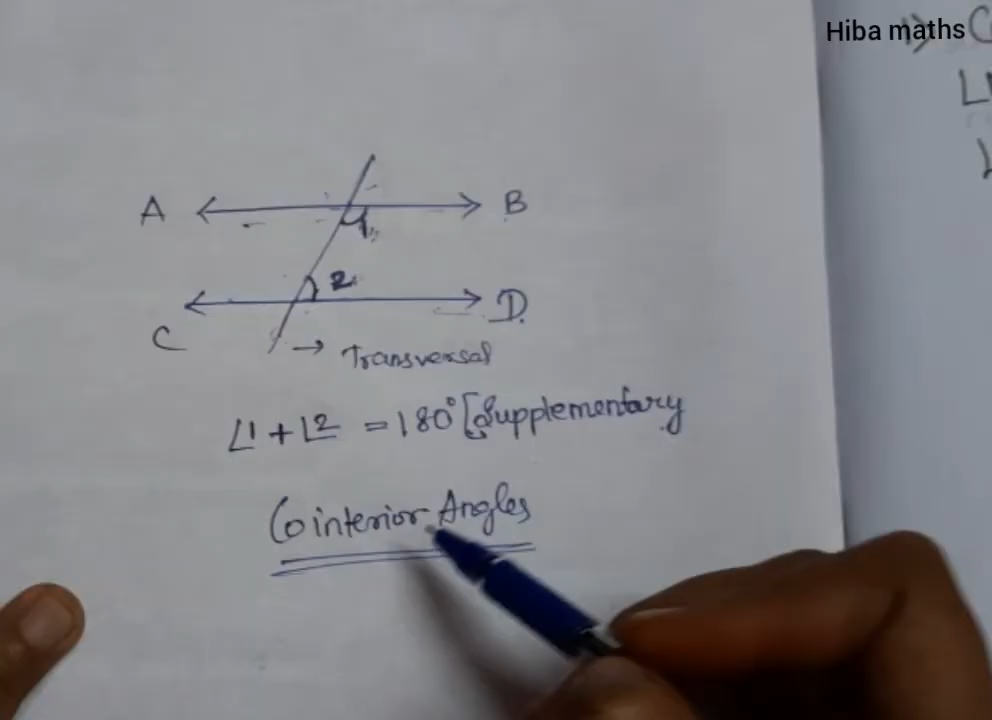 Hiba maths
A
B
1
2
C
D
→ Transversal
∠1 + ∠2 = 180° [Supplementary
Cointerior Angles